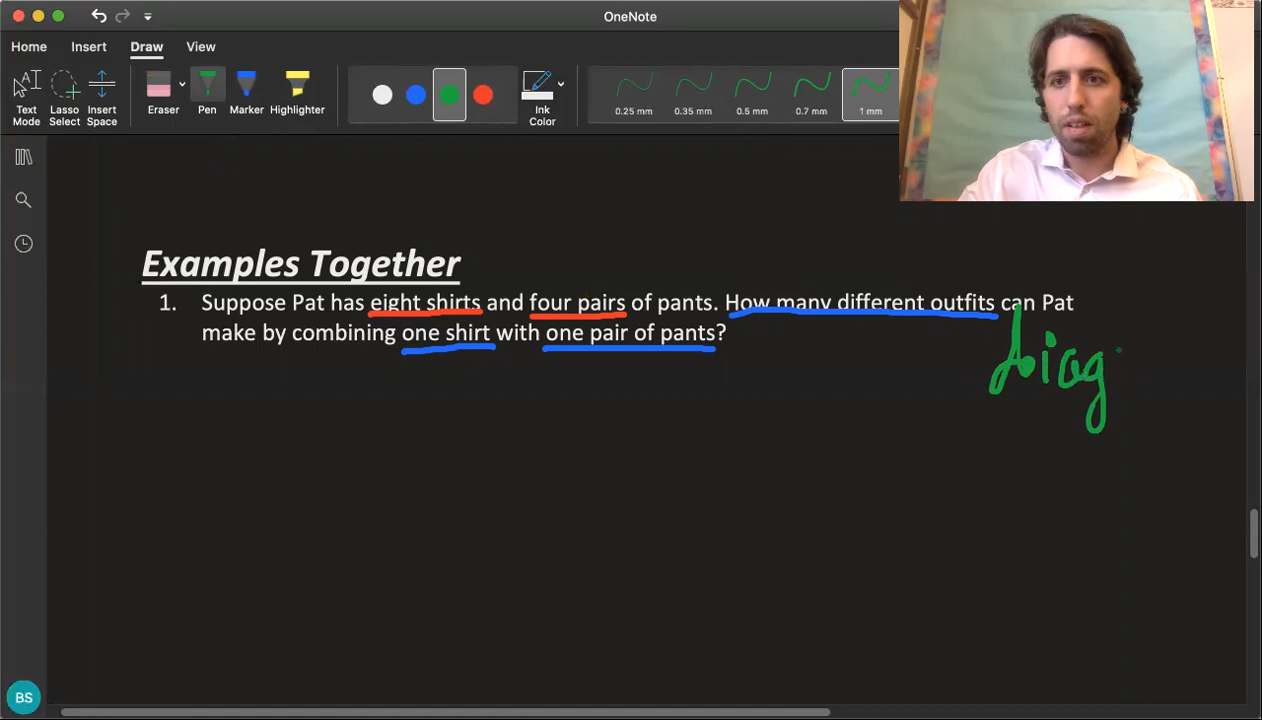 OneNote
Home Insert Draw View
Text Mode Lasso Select Insert Space Eraser Pen Marker Highlighter Ink Color 0.25 mm 0.35 mm 0.5 mm 0.7 mm 1 mm
Examples Together
1. Suppose Pat has eight shirts and four pairs of pants. How many different outfits can Pat
make by combining one shirt with one pair of pants?
diag
BS